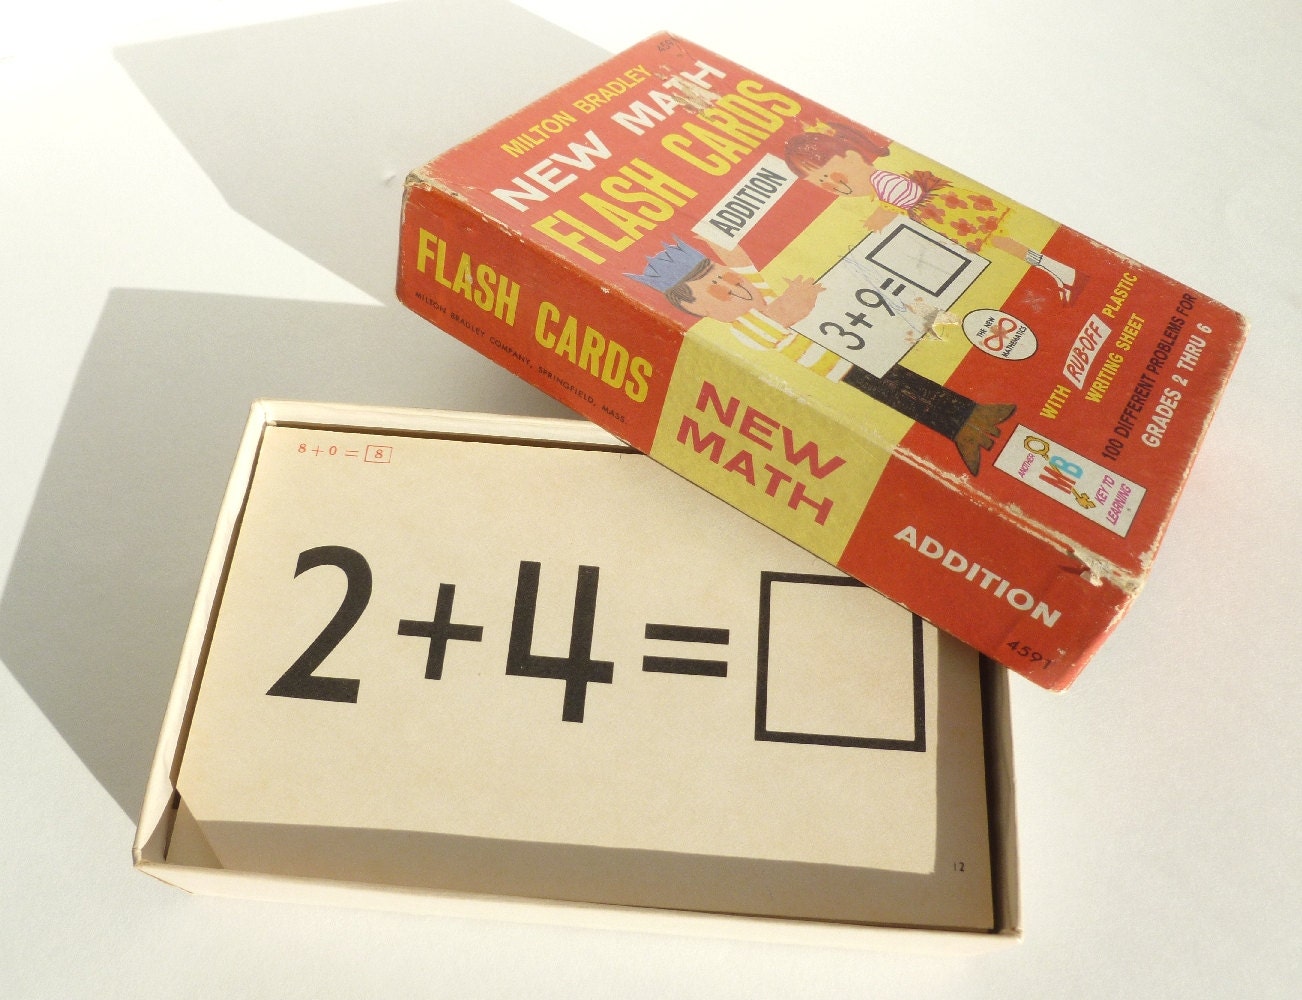 4591
MILTON BRADLEY
NEW MATH
FLASH CARDS
ADDITION
3+9=
THE NEW
MATHEMATICS
WITH RUB-OFF PLASTIC
WRITING SHEET
100 DIFFERENT PROBLEMS FOR
GRADES 2 THRU 6
ANOTHER
MB
KEY TO
LEARNING
FLASH CARDS
MILTON BRADLEY COMPANY, SPRINGFIELD, MASS.
NEW
MATH
ADDITION
4591
8+0=8
2+4=
12